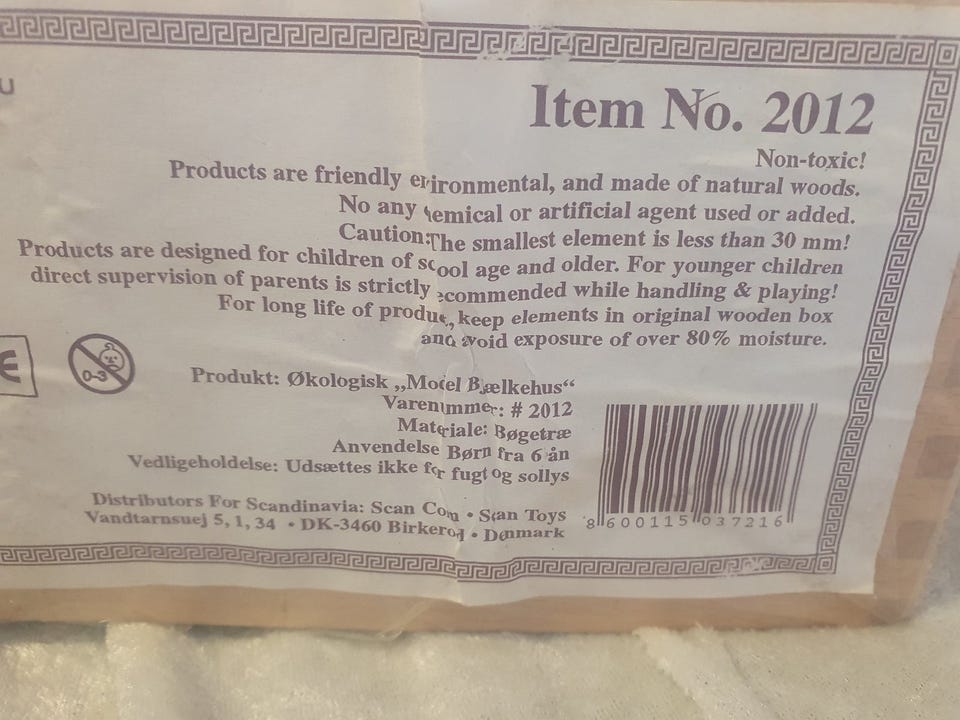 U
Item No. 2012
Non-toxic!
Products are friendly environmental, and made of natural woods.
No any chemical or artificial agent used or added.
Caution: The smallest element is less than 30 mm!
Products are designed for children of scool age and older. For younger children
direct supervision of parents is strictly recommended while handling & playing!
For long life of product, keep elements in original wooden box
and avoid exposure of over 80% moisture.
E
0-3
Produkt: Økologisk „Model Bjælkehus“
Varenummer: # 2012
Materiale: Bøgetræ
Anvendelse Børn fra 6 ån
Vedligeholdelse: Udsættes ikke for fugt og sollys
Distributors For Scandinavia: Scan Com • Scan Toys
Vandtarnsuej 5, 1, 34 • DK-3460 Birkerod • Denmark
8 600115 037216